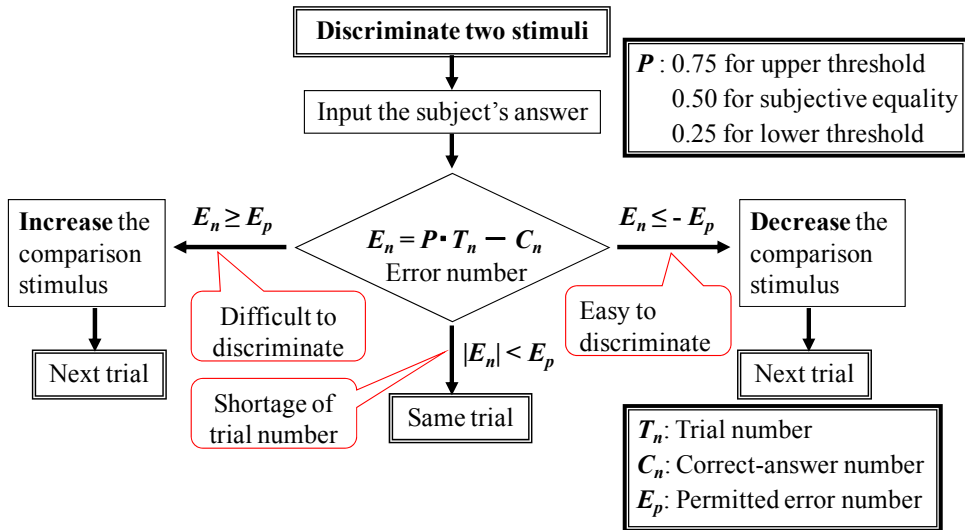 Discriminate two stimuli
P : 0.75 for upper threshold
0.50 for subjective equality
0.25 for lower threshold
Input the subject's answer
Increase the
comparison
stimulus
Eₙ ≥ Eₚ
Eₙ = P · Tₙ − Cₙ
Error number
Eₙ ≤ - Eₚ
Decrease the
comparison
stimulus
Difficult to
discriminate
Easy to
discriminate
|Eₙ| < Eₚ
Next trial
Shortage of
trial number
Same trial
Next trial
Tₙ: Trial number
Cₙ: Correct-answer number
Eₚ: Permitted error number